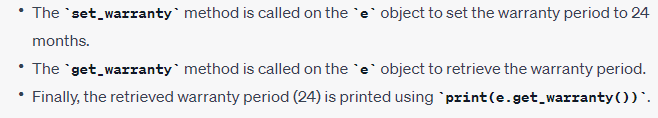 • The `set_warranty` method is called on the `e` object to set the warranty period to 24
months.
• The `get_warranty` method is called on the `e` object to retrieve the warranty period.
• Finally, the retrieved warranty period (24) is printed using `print(e.get_warranty())`.